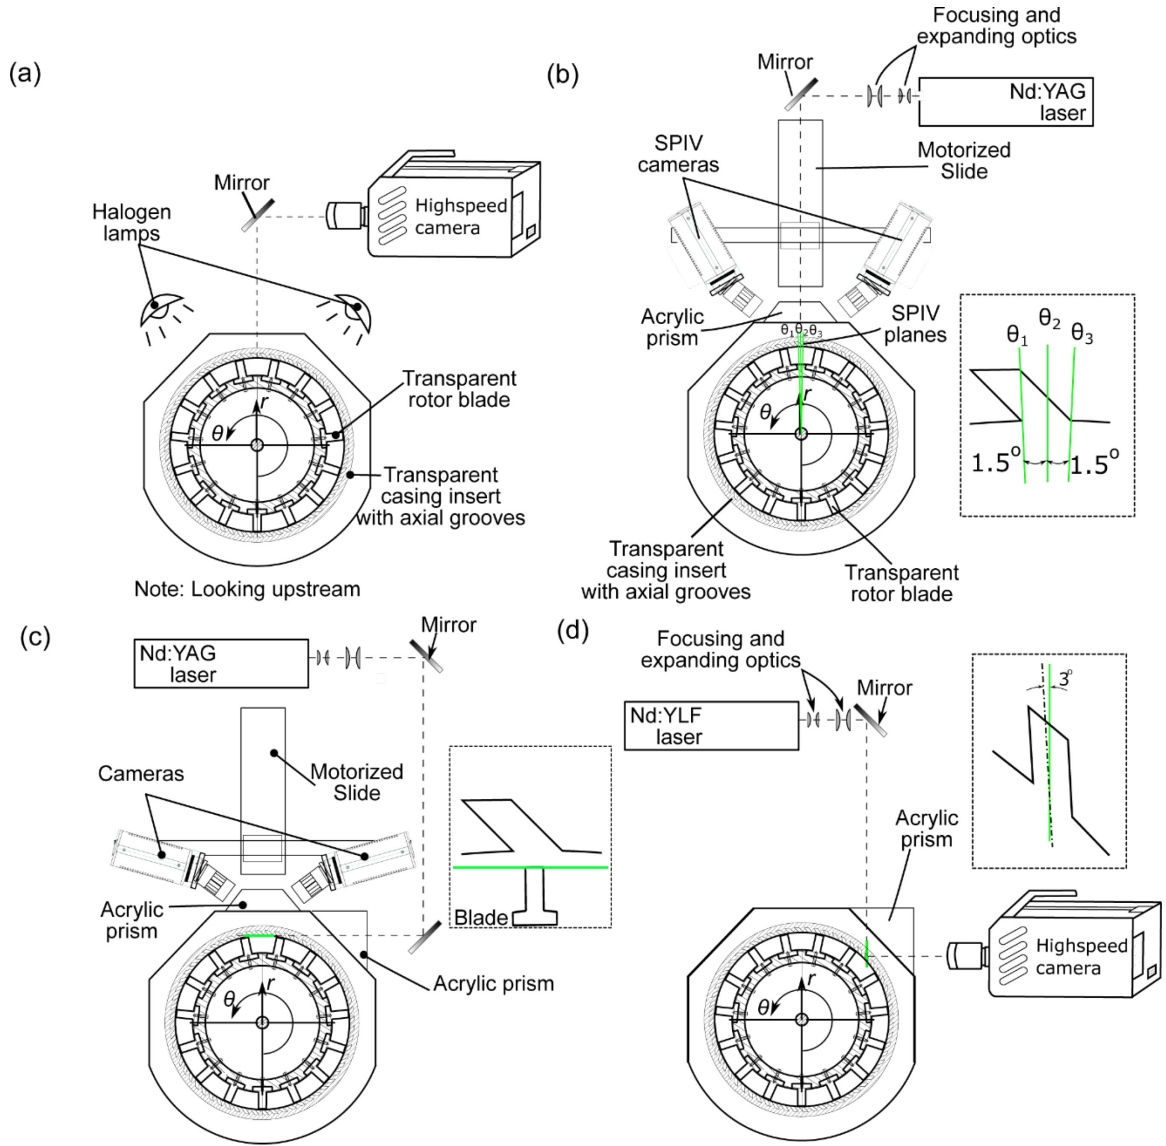 (a)
Mirror
Halogen
lamps
Highspeed
camera
r
θ
Transparent
rotor blade
Transparent
casing insert
with axial grooves
Note: Looking upstream
(b)
Focusing and
expanding optics
Mirror
Nd:YAG
laser
SPIV
cameras
Motorized
Slide
Acrylic
prism
SPIV
planes
θ1θ2θ3
r
θ
Transparent
casing insert
with axial grooves
Transparent
rotor blade
θ1
θ2
θ3
1.5o
1.5o
(c)
Nd:YAG
laser
Mirror
Cameras
Motorized
Slide
Acrylic
prism
Blade
Acrylic prism
r
θ
(d)
Focusing and
expanding optics
Mirror
Nd:YLF
laser
3o
Acrylic
prism
Highspeed
camera
r
θ